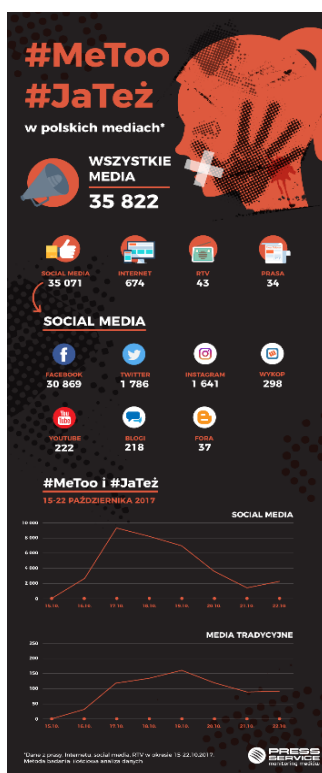 #MeToo
#JaTeż
w polskich mediach*
WSZYSTKIE
MEDIA
35 822
SOCIAL MEDIA
35 071
INTERNET
674
RTV
43
PRASA
34
SOCIAL MEDIA
FACEBOOK
30 869
TWITTER
1 786
INSTAGRAM
1 641
WYKOP
298
You
Tube
YOUTUBE
222
BLOGI
218
FORA
37
#MeToo i #JaTeż
15-22 PAŹDZIERNIKA 2017
SOCIAL MEDIA
10 000
8 000
6 000
4 000
2 000
0
15.10. 16.10. 17.10. 18.10. 19.10. 20.10. 21.10. 22.10.
MEDIA TRADYCYJNE
250
200
150
100
50
0
15.10. 16.10. 17.10. 18.10. 19.10. 20.10. 21.10. 22.10.
*Dane z prasy, Internetu, social media, RTV w okresie 15-22.10.2017.
Metoda badania: ilościowa analiza danych
PRESS
SERVICE
monitoring mediów